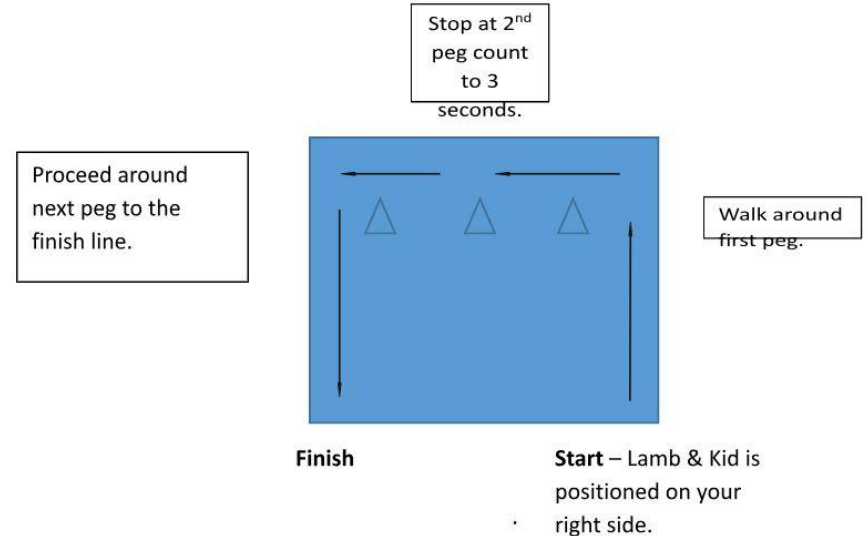 Stop at 2nd
peg count
to 3
seconds.
Proceed around
next peg to the
finish line.
Walk around
first peg.
Finish
Start – Lamb & Kid is
positioned on your
right side.